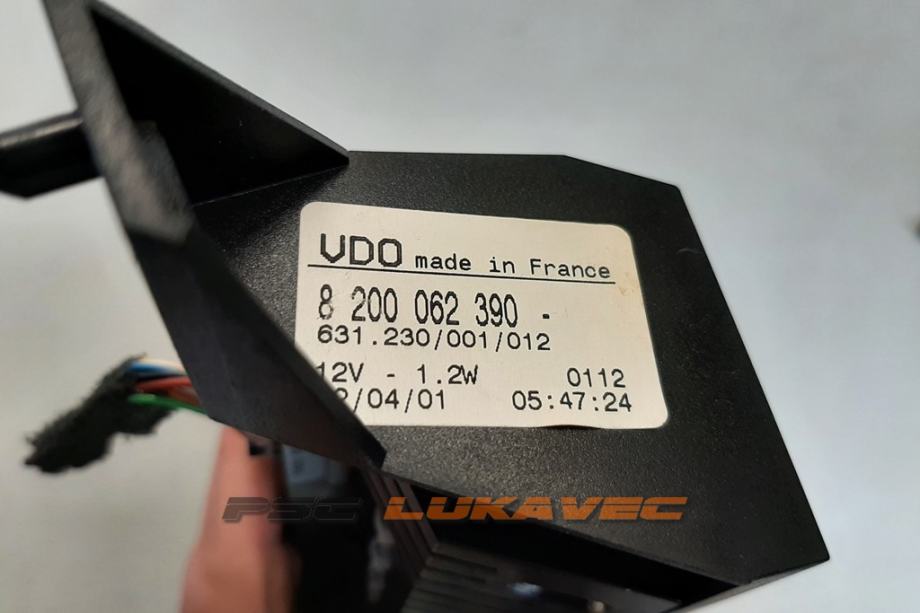 VDO made in France
8 200 062 390 -
631.230/001/012
12V - 1.2W 0112
/04/01 05:47:24
PSC LUKAVEC